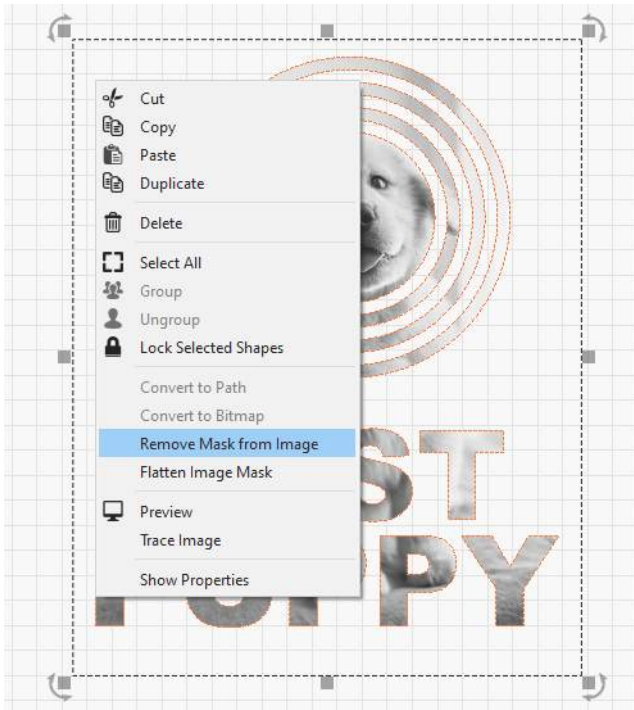 Cut
Copy
Paste
Duplicate
Delete
Select All
Group
Ungroup
Lock Selected Shapes
Convert to Path
Convert to Bitmap
Remove Mask from Image
Flatten Image Mask
Preview
Trace Image
Show Properties
ST
PUPPY